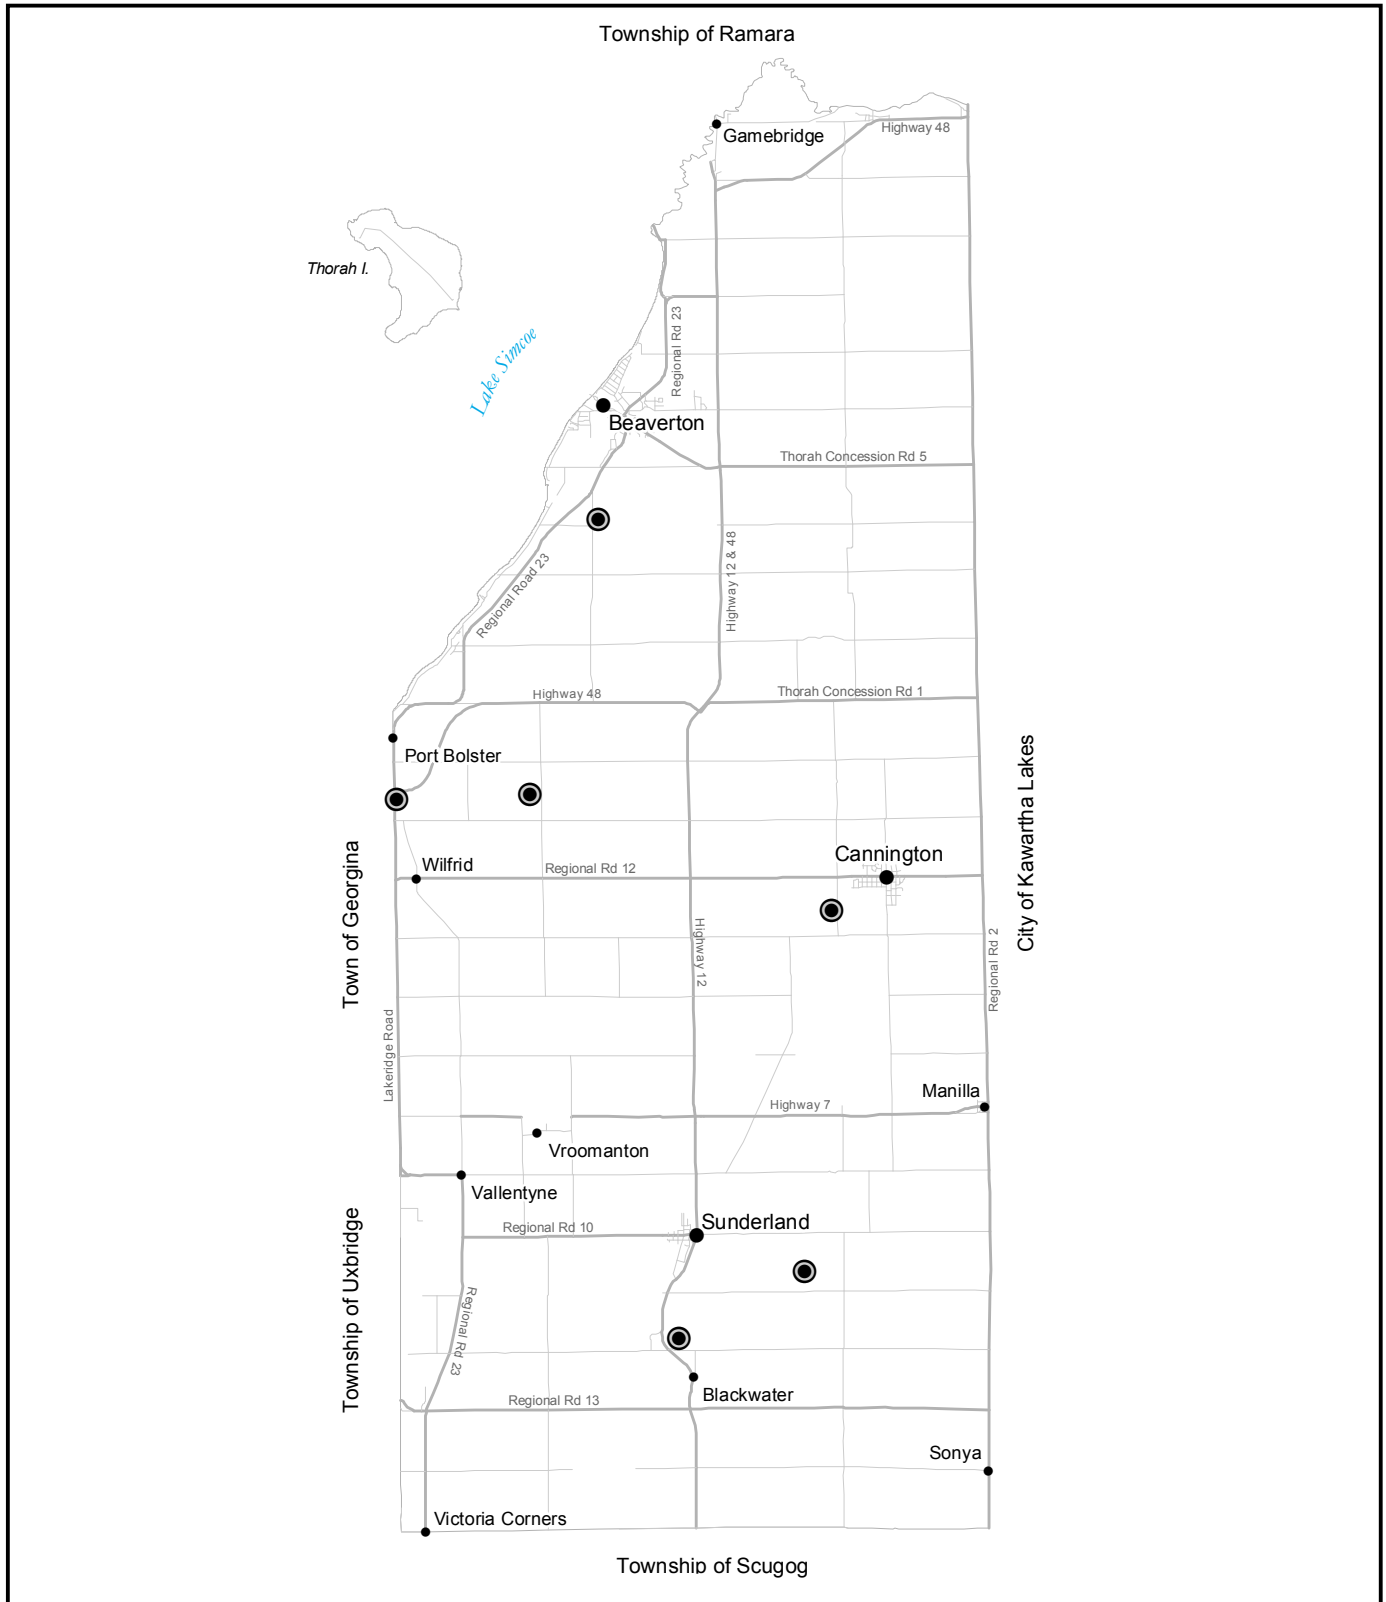 Township of Ramara
Gamebridge
Highway 48
Thorah I.
Lake Simcoe
Regional Rd 23
Beaverton
Thorah Concession Rd 5
Highway 12 & 48
Regional Road 23
Highway 48
Thorah Concession Rd 1
Port Bolster
City of Kawartha Lakes
Town of Georgina
Wilfrid
Regional Rd 12
Cannington
Highway 12
Regional Rd 2
Lakeridge Road
Manilla
Highway 7
Vroomanton
Vallentyne
Township of Uxbridge
Regional Rd 10
Sunderland
Regional Rd 23
Blackwater
Regional Rd 13
Sonya
Victoria Corners
Township of Scugog